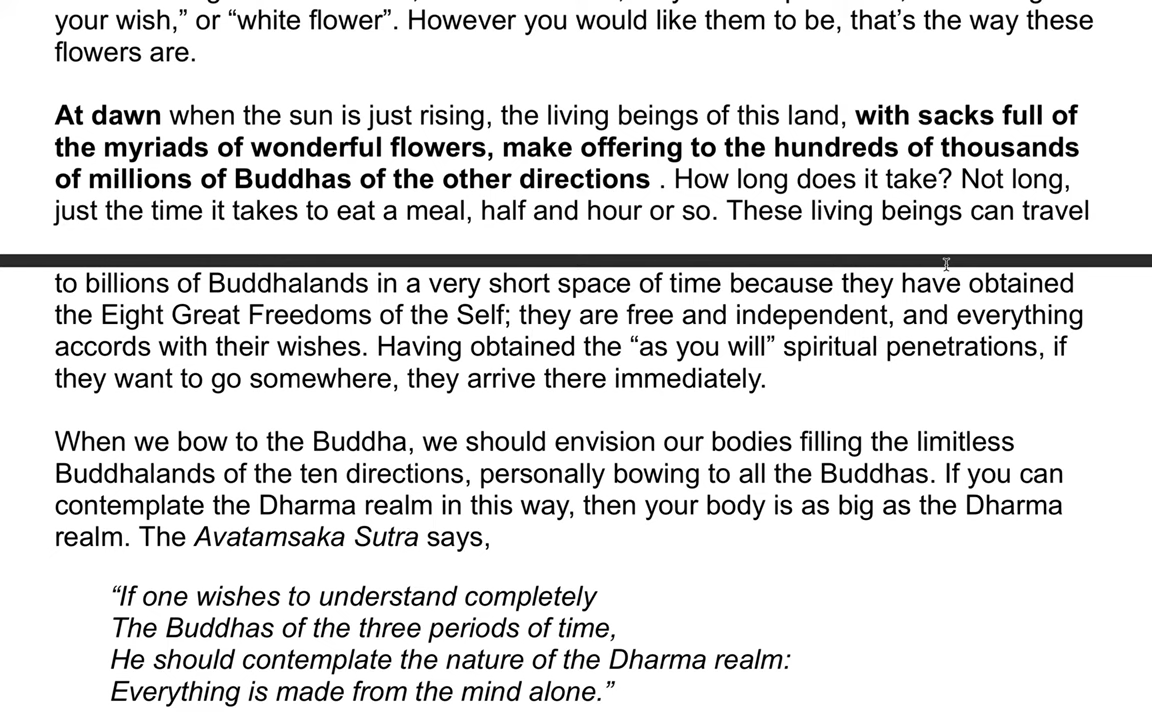 your wish,” or “white flower”. However you would like them to be, that’s the way these
flowers are.
At dawn when the sun is just rising, the living beings of this land, with sacks full of
the myriads of wonderful flowers, make offering to the hundreds of thousands
of millions of Buddhas of the other directions . How long does it take? Not long,
just the time it takes to eat a meal, half and hour or so. These living beings can travel
to billions of Buddhalands in a very short space of time because they have obtained
the Eight Great Freedoms of the Self; they are free and independent, and everything
accords with their wishes. Having obtained the “as you will” spiritual penetrations, if
they want to go somewhere, they arrive there immediately.
When we bow to the Buddha, we should envision our bodies filling the limitless
Buddhalands of the ten directions, personally bowing to all the Buddhas. If you can
contemplate the Dharma realm in this way, then your body is as big as the Dharma
realm. The Avatamsaka Sutra says,
“If one wishes to understand completely
The Buddhas of the three periods of time,
He should contemplate the nature of the Dharma realm:
Everything is made from the mind alone.”